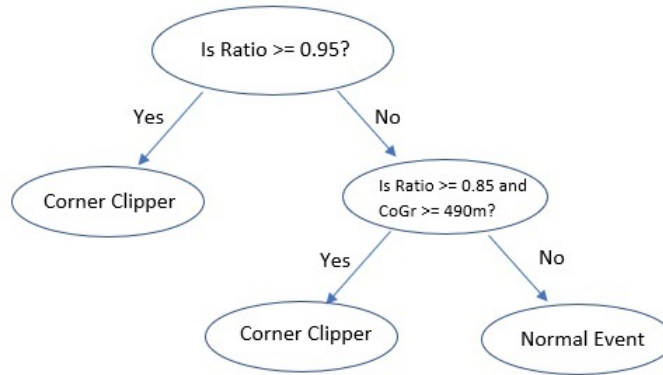 Is Ratio >= 0.95?
Yes
No
Corner Clipper
Is Ratio >= 0.85 and
CoGr >= 490m?
Yes
No
Corner Clipper
Normal Event